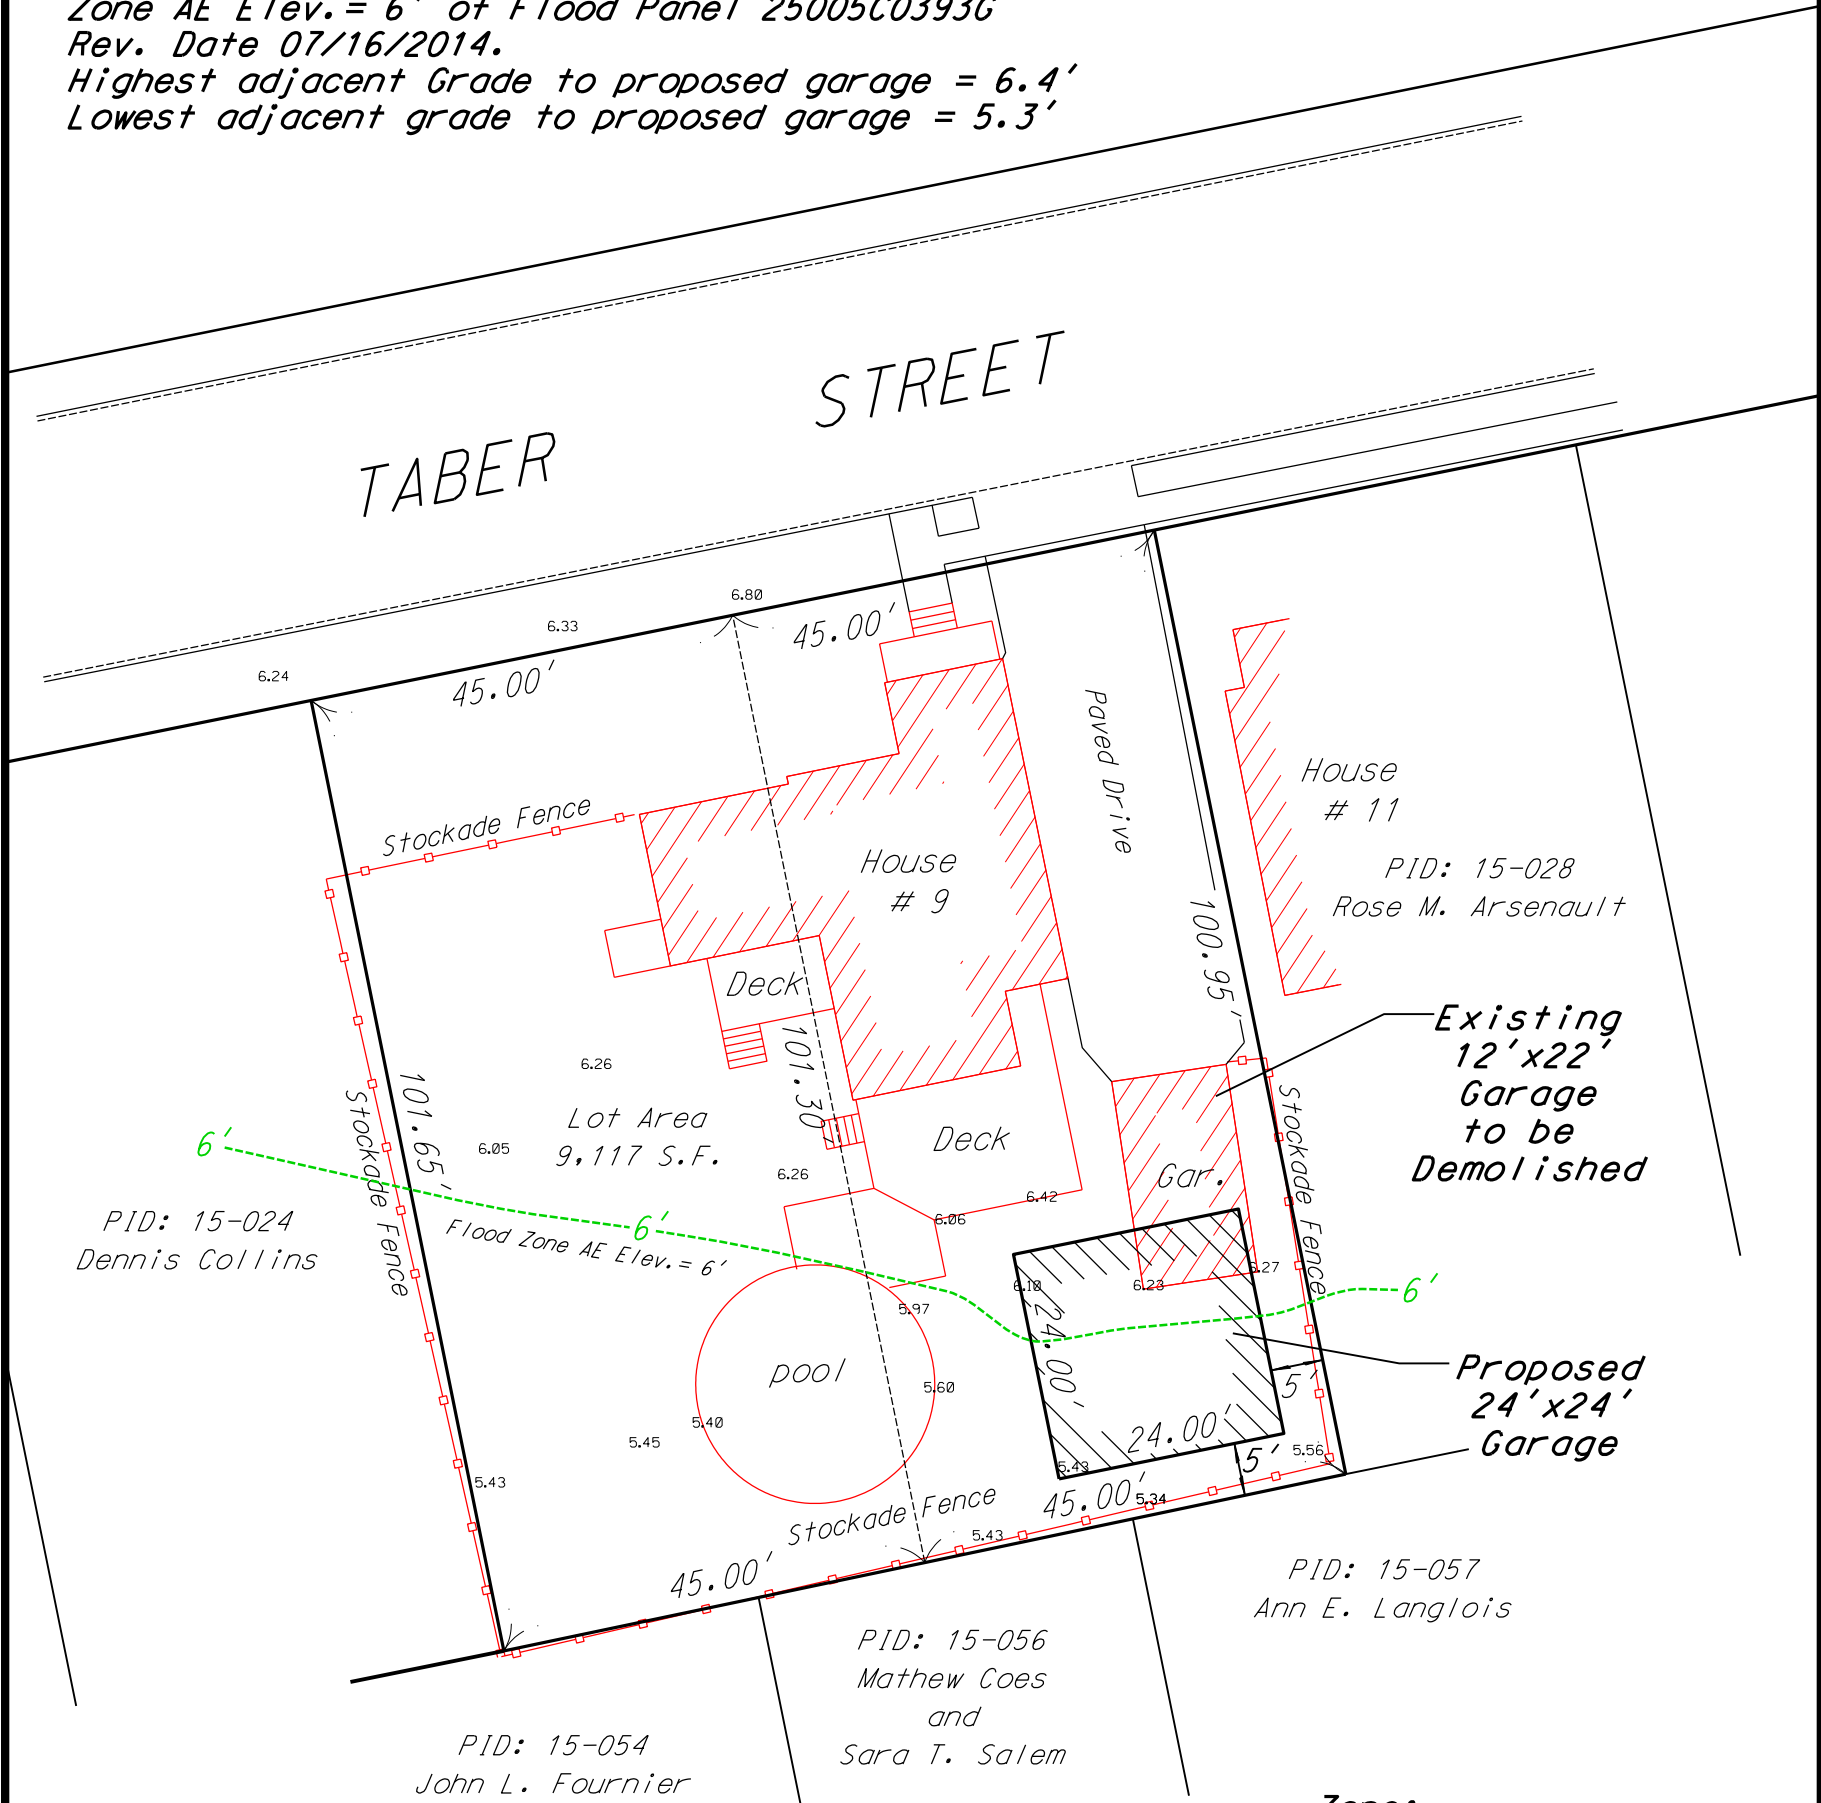 Zone AE Elev.= 6' of Flood Panel 25005C0393G
Rev. Date 07/16/2014.
Highest adjacent Grade to proposed garage = 6.4'
Lowest adjacent grade to proposed garage = 5.3'
TABER STREET
6.80
6.33
6.24
45.00'
45.00'
Paved Drive
House
# 11
PID: 15-028
Rose M. Arsenault
Stockade Fence
House
# 9
100.95'
Deck
Existing
12'x22'
Garage
to be
Demolished
101.30'
6.26
101.65'
Stockade Fence
Lot Area
9,117 S.F.
6.05
6.26
Deck
Gar.
Stockade Fence
6'
6'
Flood Zone AE Elev.= 6'
6.42
6.06
PID: 15-024
Dennis Collins
6.10
6.23
6.27
6'
5.97
24.00'
pool
5.60
5.40
5.45
5.43
Proposed
24'x24'
Garage
5'
24.00'
5'
5.56
5.43
45.00'
5.34
Stockade Fence
5.43
45.00'
PID: 15-057
Ann E. Langlois
PID: 15-056
Mathew Coes
and
Sara T. Salem
PID: 15-054
John L. Fournier